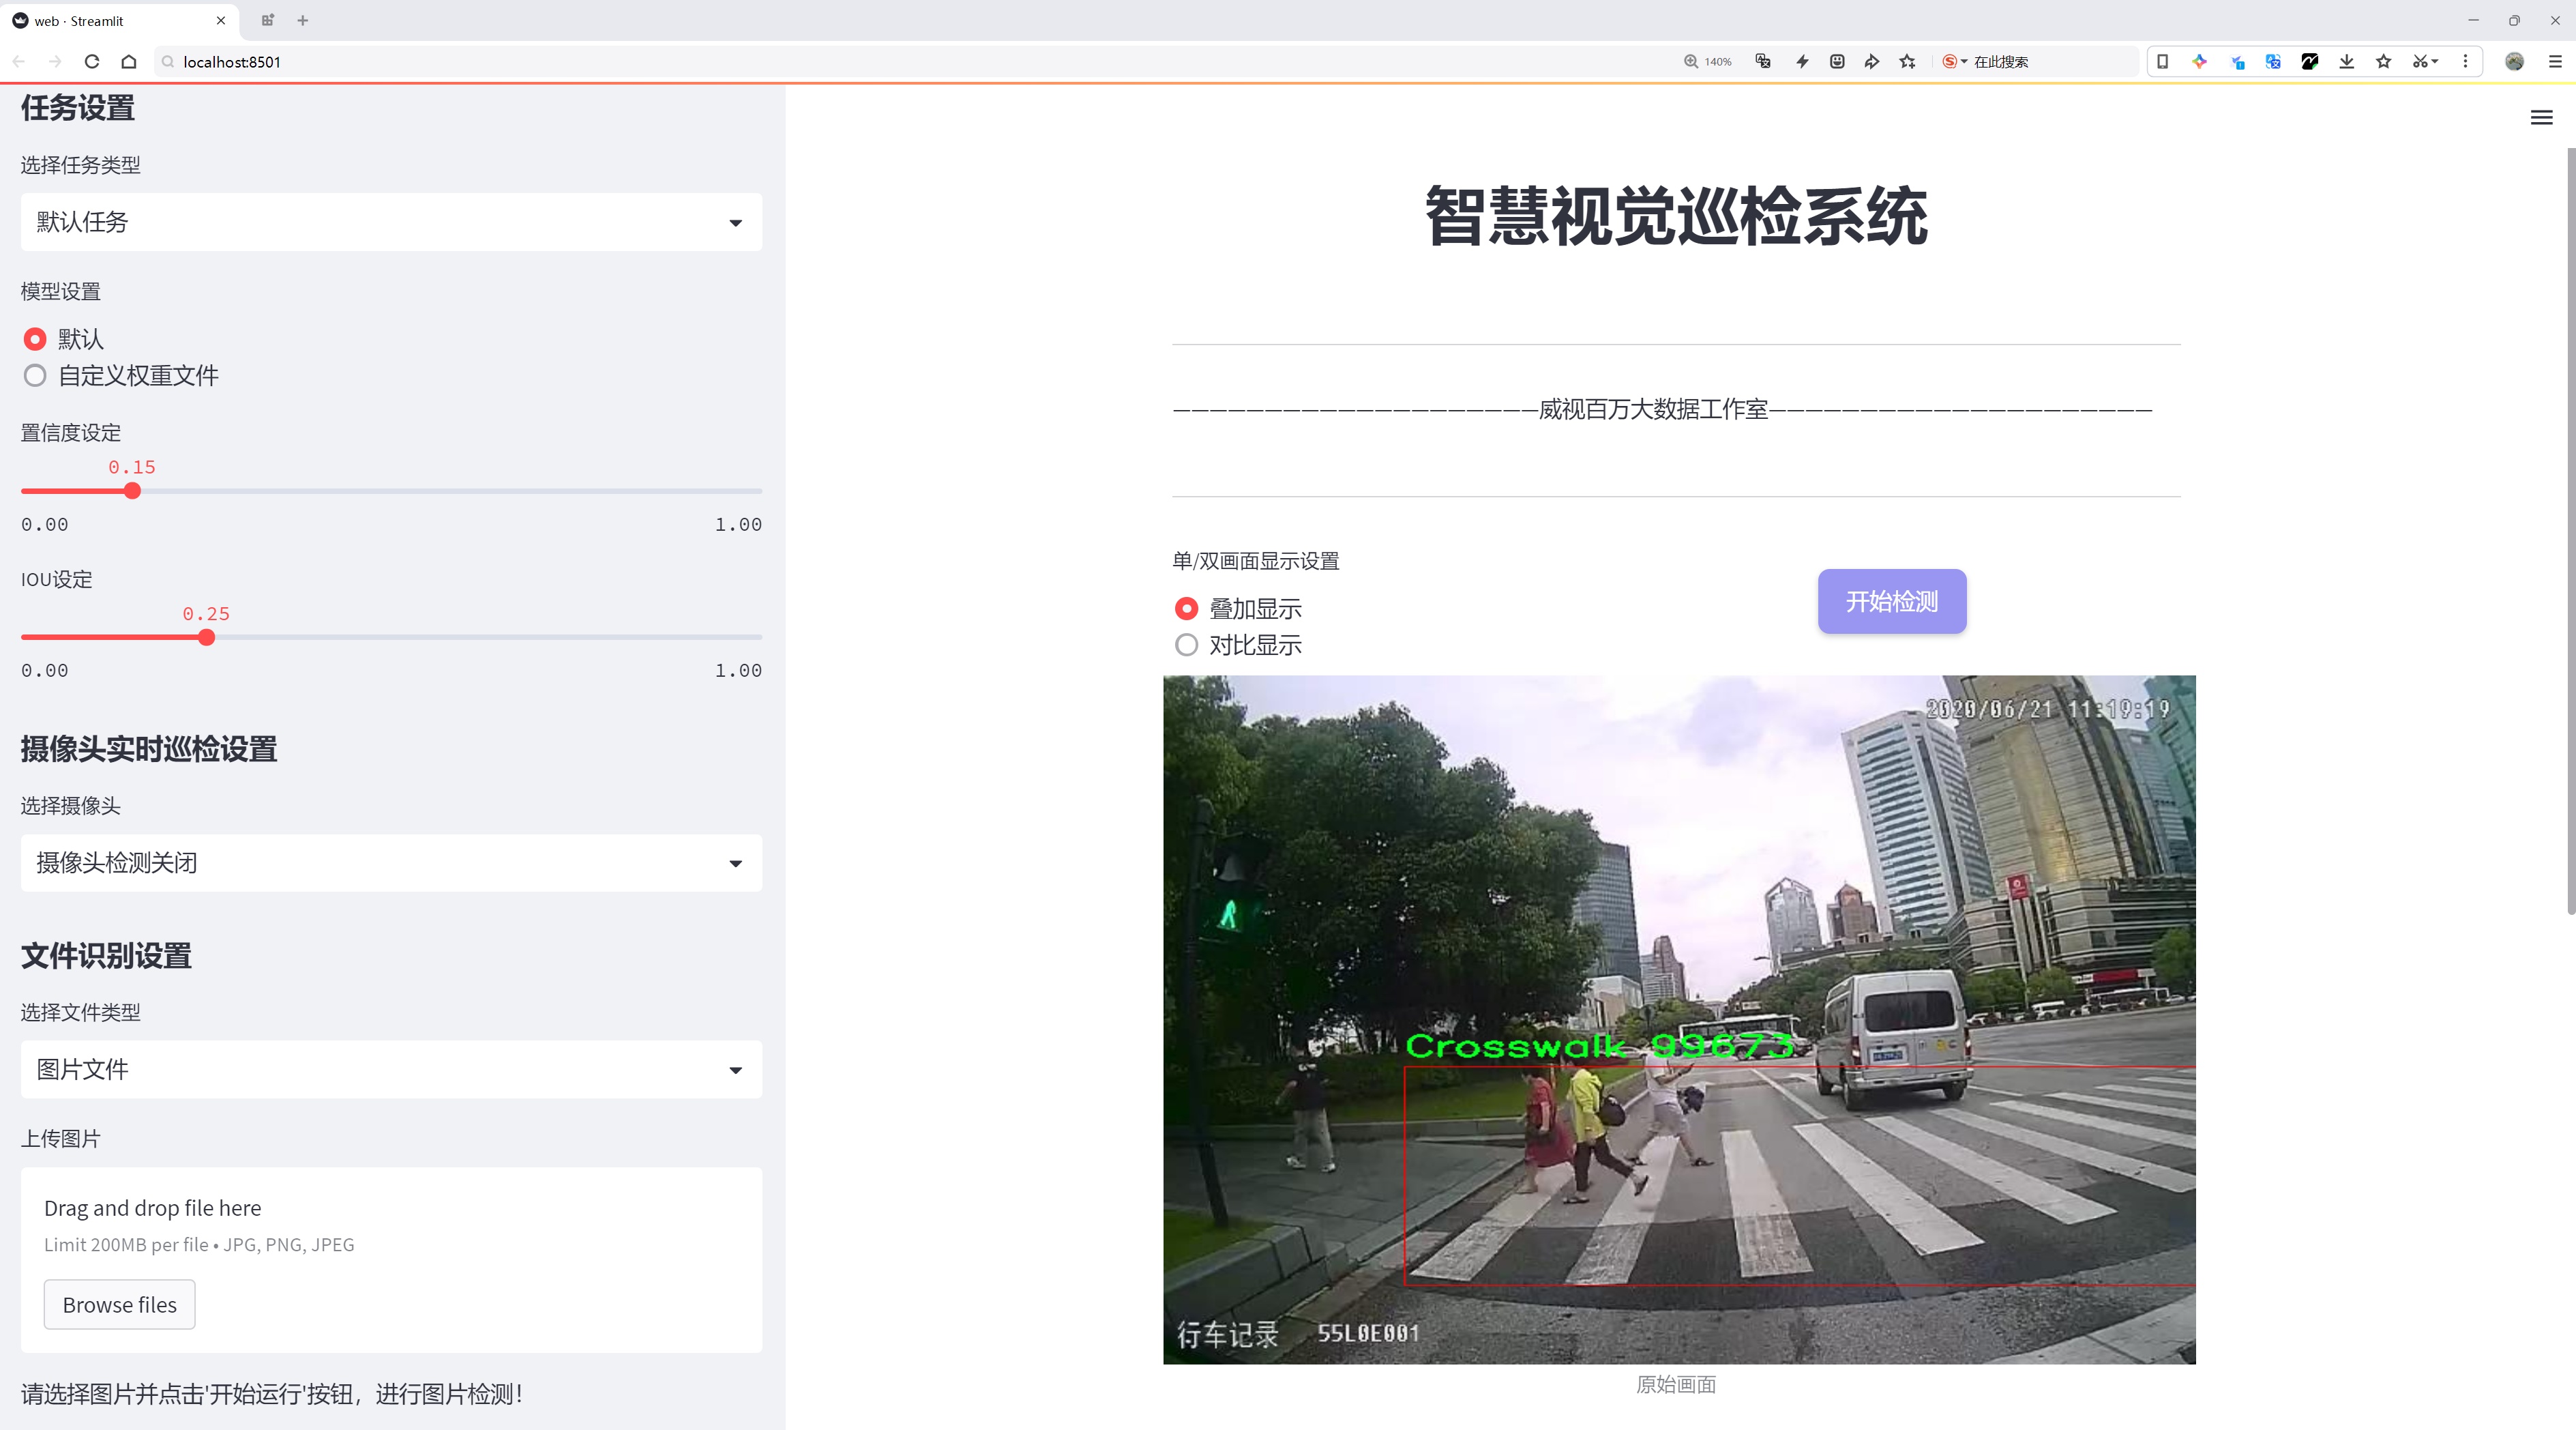 web · Streamlit
localhost:8501
140%
在此搜索
任务设置
选择任务类型
默认任务
模型设置
默认
自定义权重文件
置信度设定
0.15
0.00
1.00
IOU设定
0.25
0.00
1.00
摄像头实时巡检设置
选择摄像头
摄像头检测关闭
文件识别设置
选择文件类型
图片文件
上传图片
Drag and drop file here
Limit 200MB per file • JPG, PNG, JPEG
Browse files
请选择图片并点击'开始运行'按钮，进行图片检测！
智慧视觉巡检系统
————————————————————威视百万大数据工作室—————————————————————
单/双画面显示设置
叠加显示
对比显示
开始检测
2020/06/21 11:19:19
Crosswalk 99673
行车记录 55L0E001
原始画面